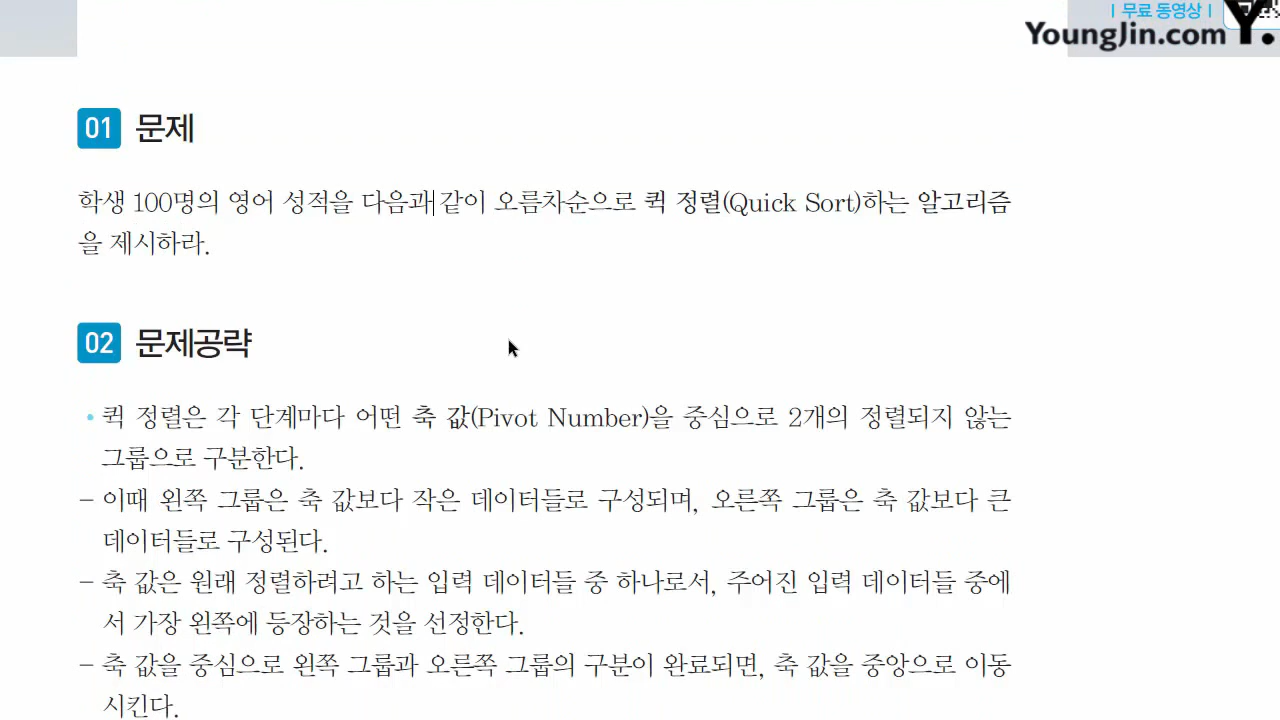 | 무료 동영상 |
YoungJin.com Y.
01 문제
학생 100명의 영어 성적을 다음과 같이 오름차순으로 퀵 정렬(Quick Sort)하는 알고리즘
을 제시하라.
02 문제공략
• 퀵 정렬은 각 단계마다 어떤 축 값(Pivot Number)을 중심으로 2개의 정렬되지 않는
그룹으로 구분한다.
– 이때 왼쪽 그룹은 축 값보다 작은 데이터들로 구성되며, 오른쪽 그룹은 축 값보다 큰
데이터들로 구성된다.
– 축 값은 원래 정렬하려고 하는 입력 데이터들 중 하나로서, 주어진 입력 데이터들 중에
서 가장 왼쪽에 등장하는 것을 선정한다.
– 축 값을 중심으로 왼쪽 그룹과 오른쪽 그룹의 구분이 완료되면, 축 값을 중앙으로 이동
시킨다.